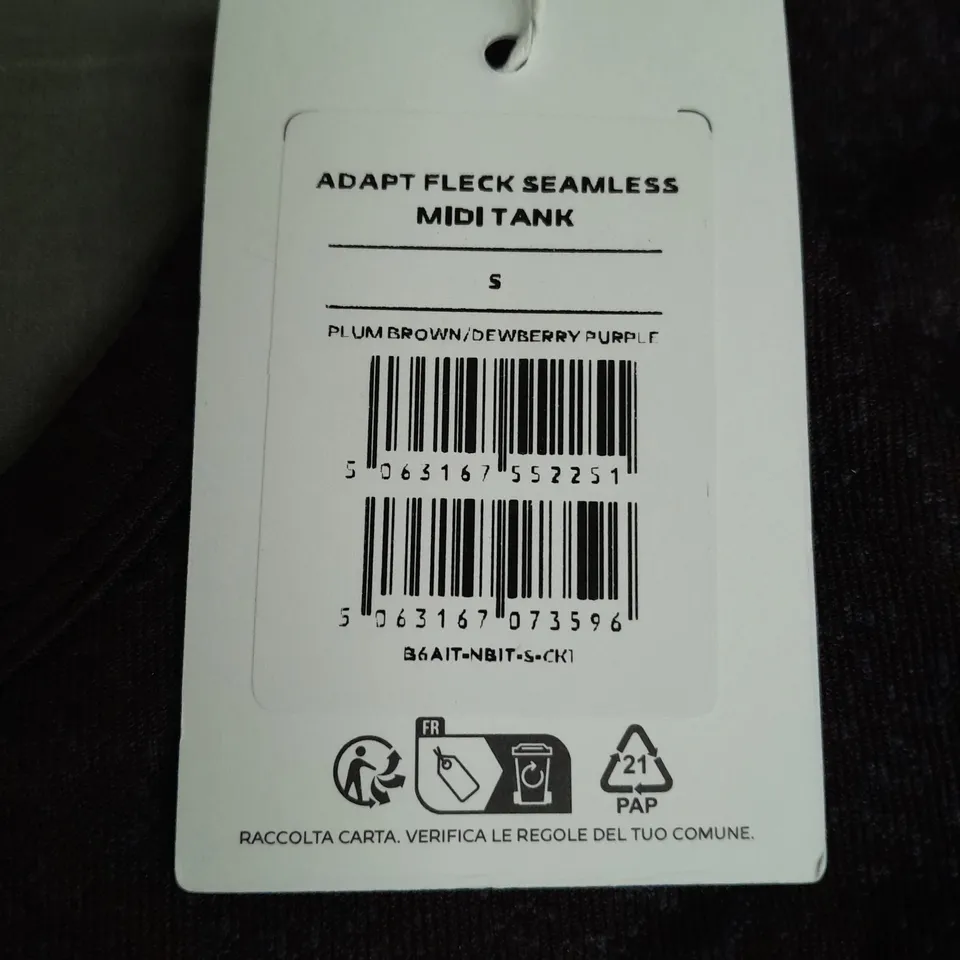 ADAPT FLECK SEAMLESS
MIDI TANK
S
PLUM BROWN/DEWBERRY PURPLE
5 063167 552251
5 063167 073596
B6AIT-NBIT-S-CK1
FR
21
PAP
RACCOLTA CARTA. VERIFICA LE REGOLE DEL TUO COMUNE.